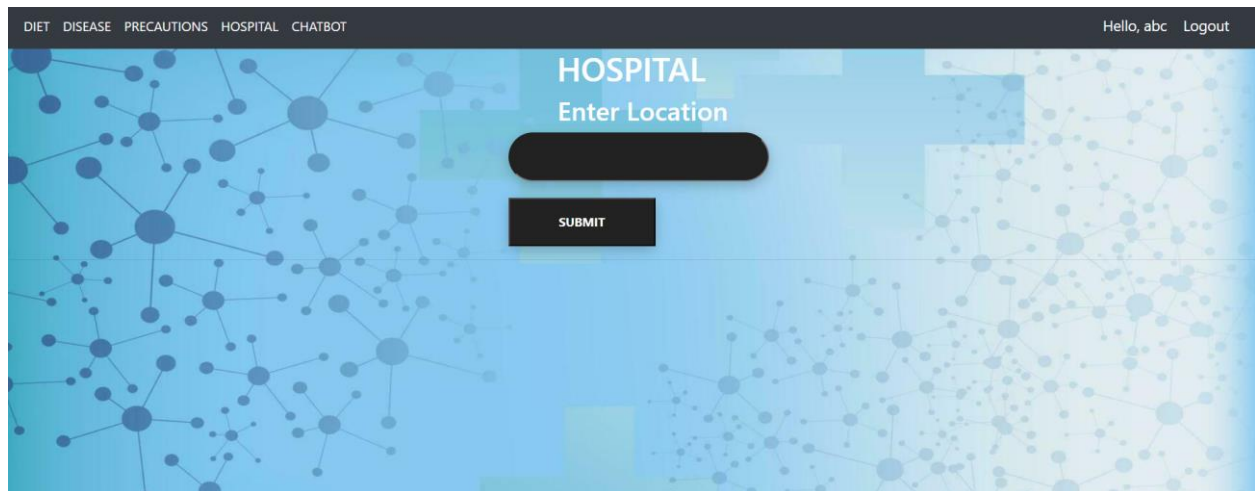 DIET DISEASE PRECAUTIONS HOSPITAL CHATBOT Hello, abc Logout
HOSPITAL
Enter Location
SUBMIT